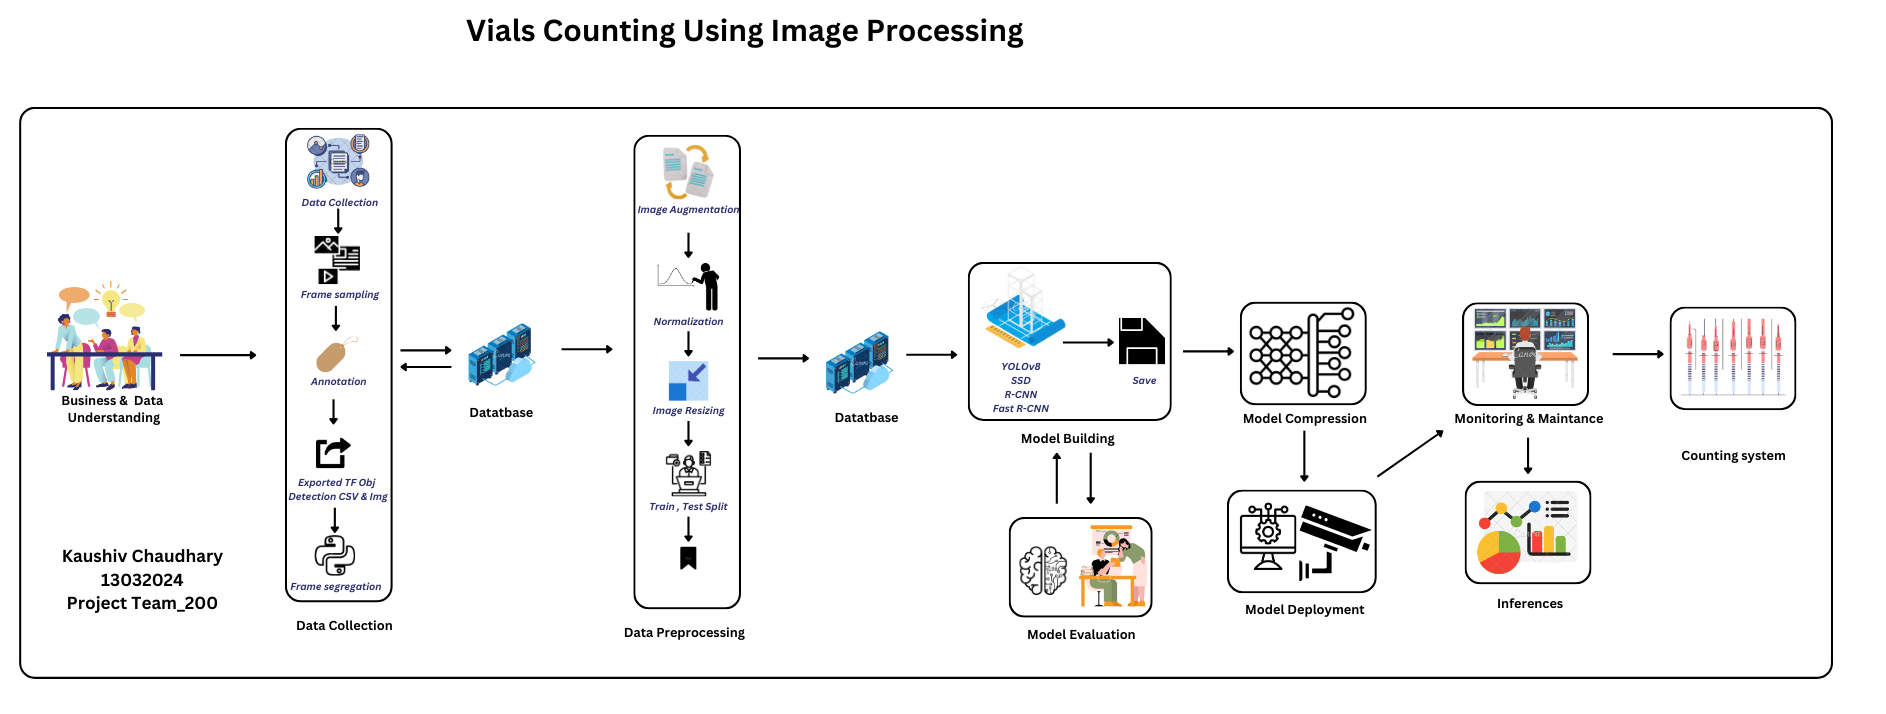 Vials Counting Using Image Processing
Business & Data
Understanding
Kaushiv Chaudhary
13032024
Project Team_200
Data Collection
Frame sampling
Annotation
Exported TF Obj
Detection CSV & Img
Frame segregation
Data Collection
Datatbase
Image Augmentation
Normalization
Image Resizing
Train , Test Split
Data Preprocessing
Datatbase
YOLOv8
SSD
R-CNN
Fast R-CNN
Save
Model Building
Model Evaluation
Model Compression
Model Deployment
Monitoring & Maintance
Inferences
Counting system